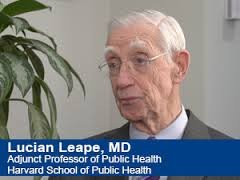 Lucian Leape, MD
Adjunct Professor of Public Health
Harvard School of Public Health